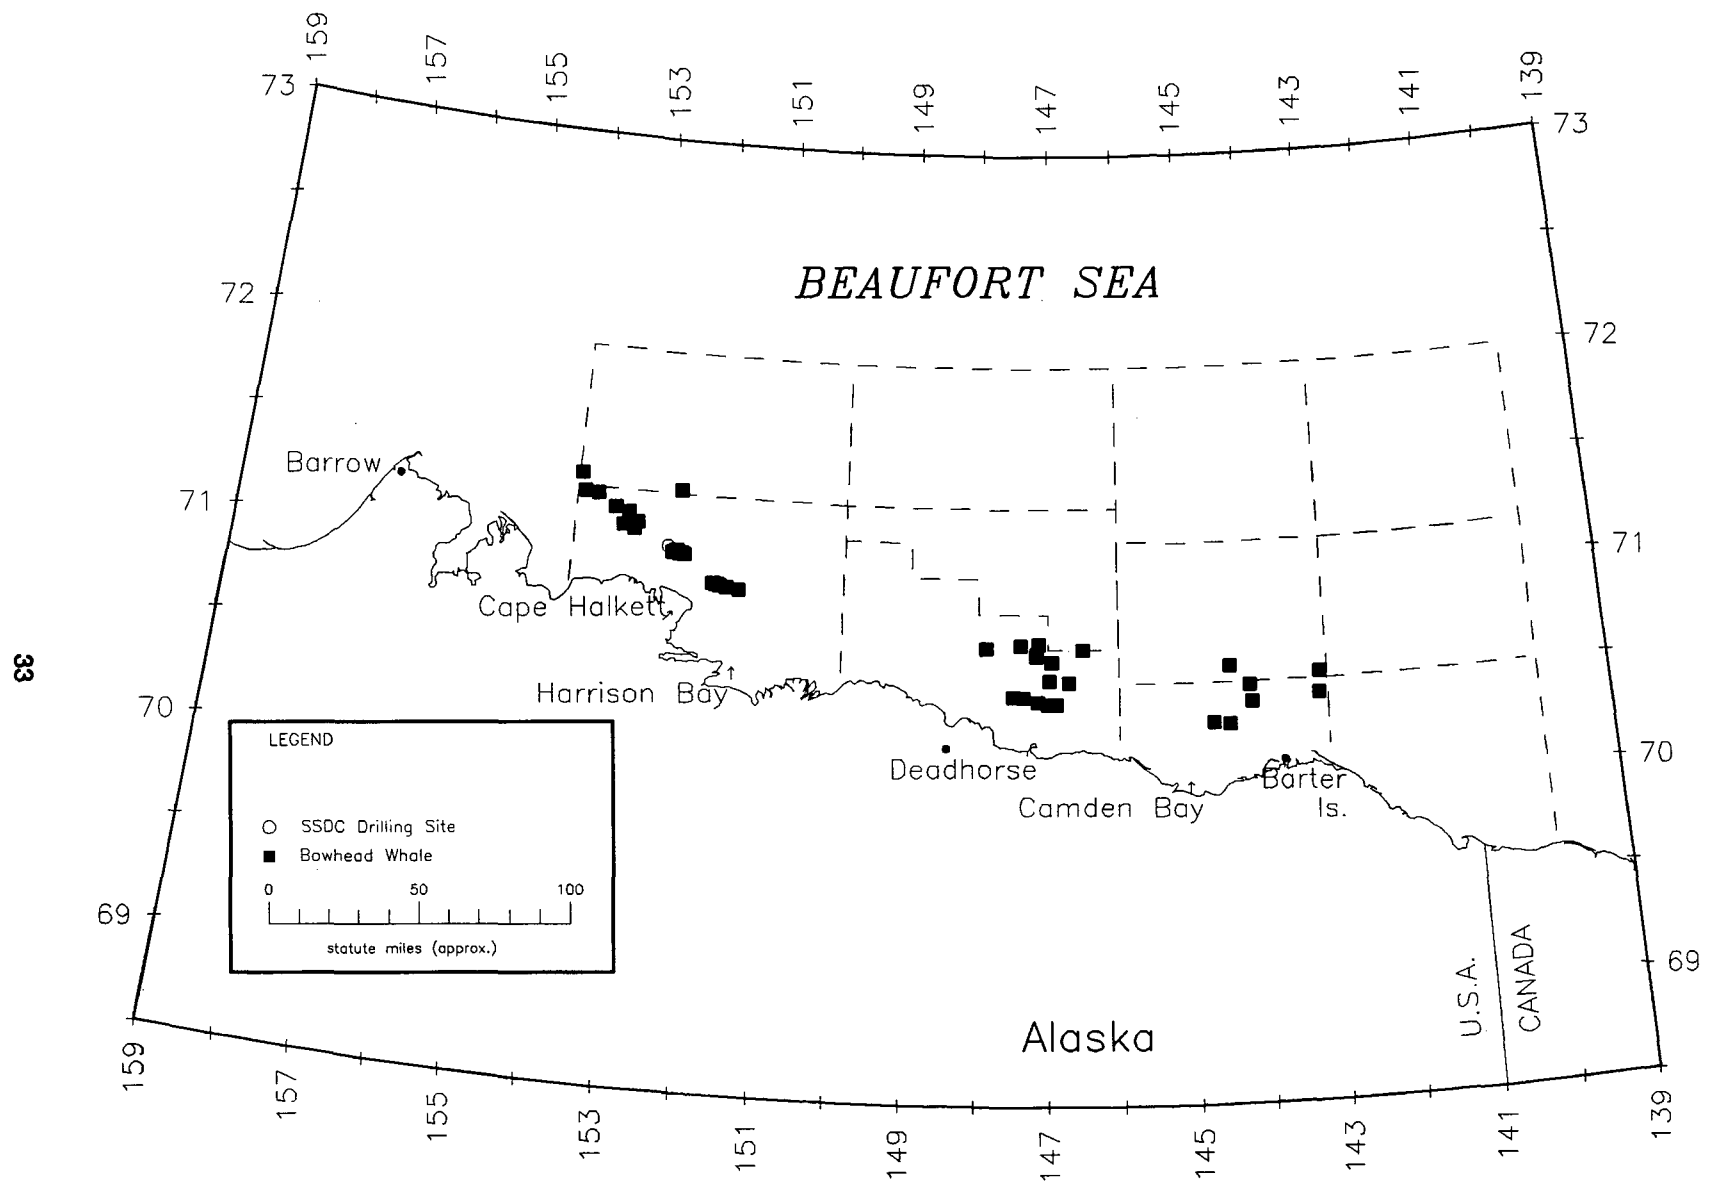 159
157
155
153
151
149
147
145
143
141
139
73
73
BEAUFORT SEA
72
72
Barrow
71
71
Cape Halkett
33
Harrison Bay
70
70
Deadhorse
Barter
Is.
Camden Bay
LEGEND
SSDC Drilling Site
Bowhead Whale
0 50 100
statute miles (approx.)
69
69
U.S.A.
CANADA
Alaska
159
157
155
153
151
149
147
145
143
141
139